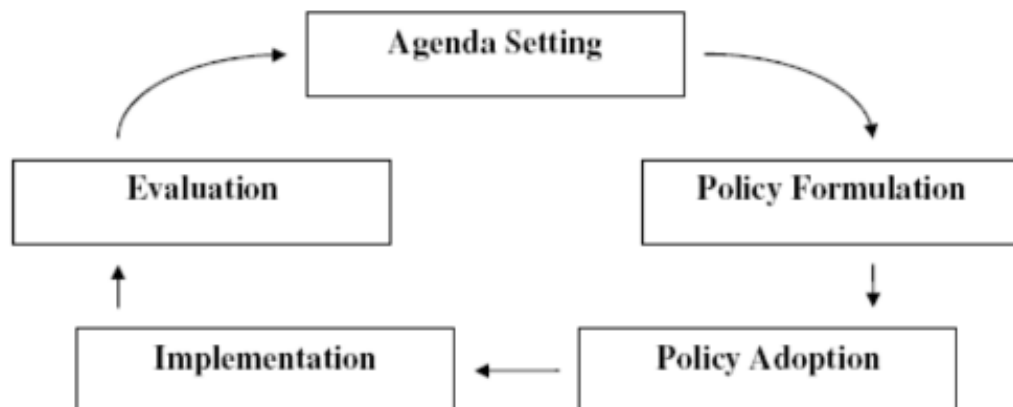 Agenda Setting
Evaluation
Policy Formulation
Implementation
Policy Adoption